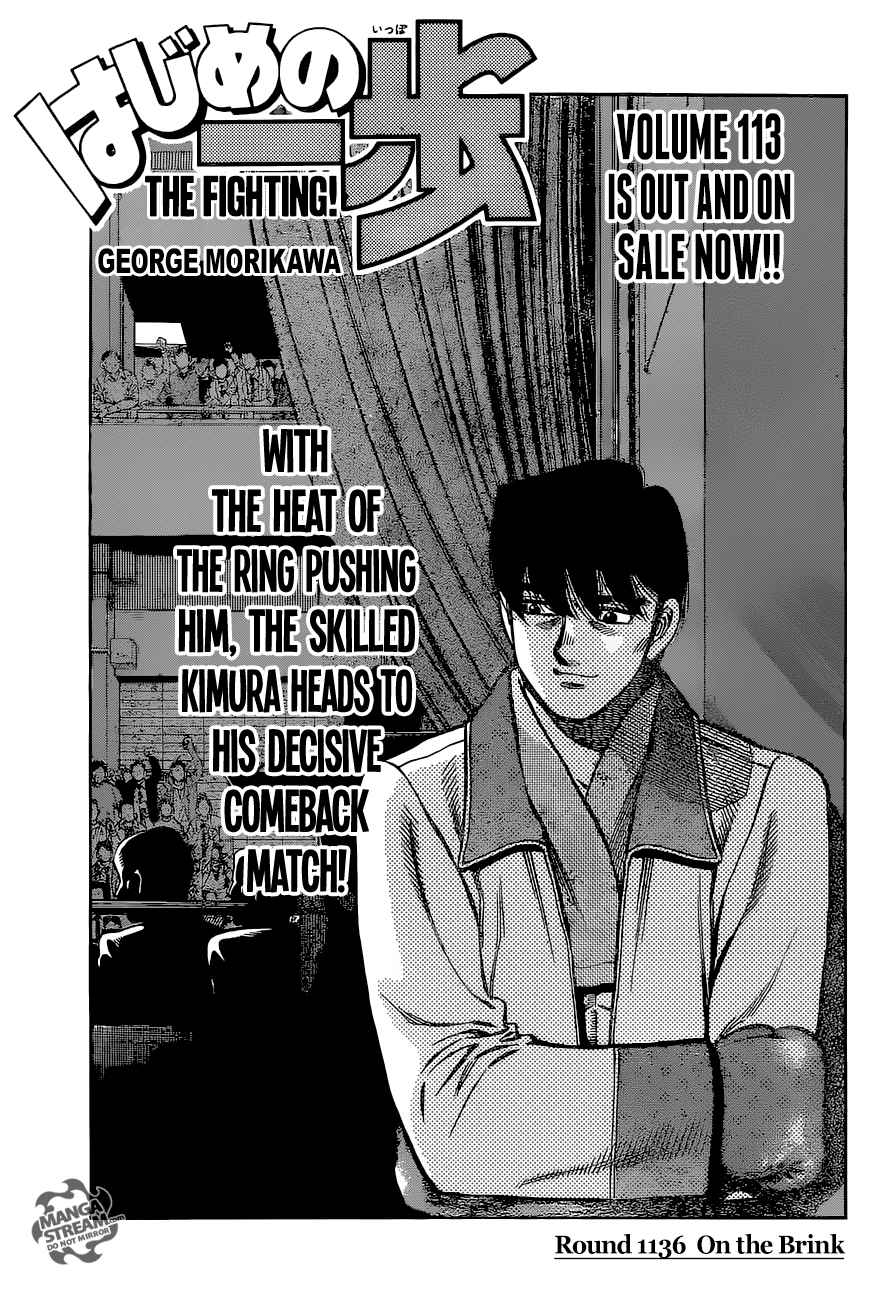 いっぽ
はじめの一歩
THE FIGHTING!
GEORGE MORIKAWA
VOLUME 113
IS OUT AND ON
SALE NOW!!
WITH
THE HEAT OF
THE RING PUSHING
HIM, THE SKILLED
KIMURA HEADS TO
HIS DECISIVE
COMEBACK
MATCH!
MANGA
STREAM.com
DO NOT MIRROR
Round 1136 On the Brink